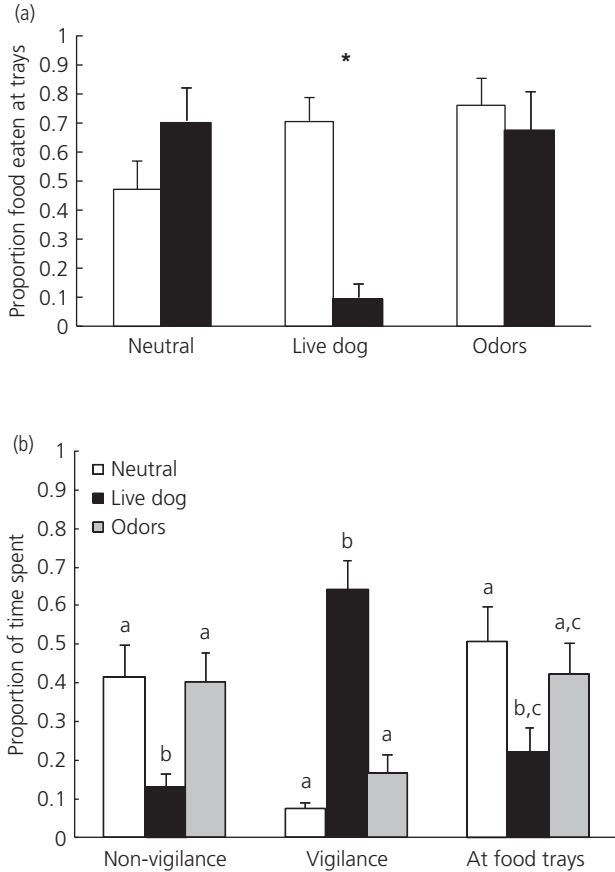 (a)
Proportion food eaten at trays
1
0.9
0.8
0.7
0.6
0.5
0.4
0.3
0.2
0.1
0
*
Neutral Live dog Odors
(b)
Proportion of time spent
1
0.9
0.8
0.7
0.6
0.5
0.4
0.3
0.2
0.1
0
Neutral
Live dog
Odors
a b a
a b a
a b,c a,c
Non-vigilance Vigilance At food trays